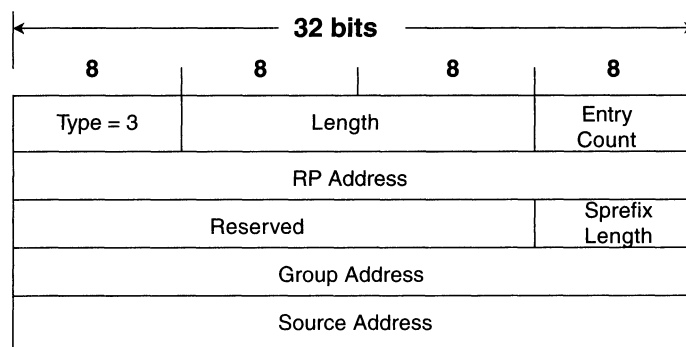 32 bits
8 8 8 8
Type = 3 Length Entry Count
RP Address
Reserved Sprefix Length
Group Address
Source Address